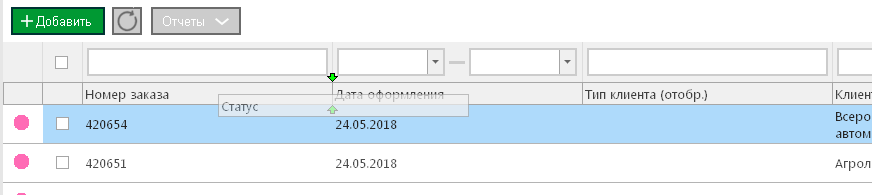 Добавить
Отчеты
Номер заказа Дата оформления Тип клиента (отобр.) Клиен
Статус
420654 24.05.2018 Всеро
автом
420651 24.05.2018 Агрол